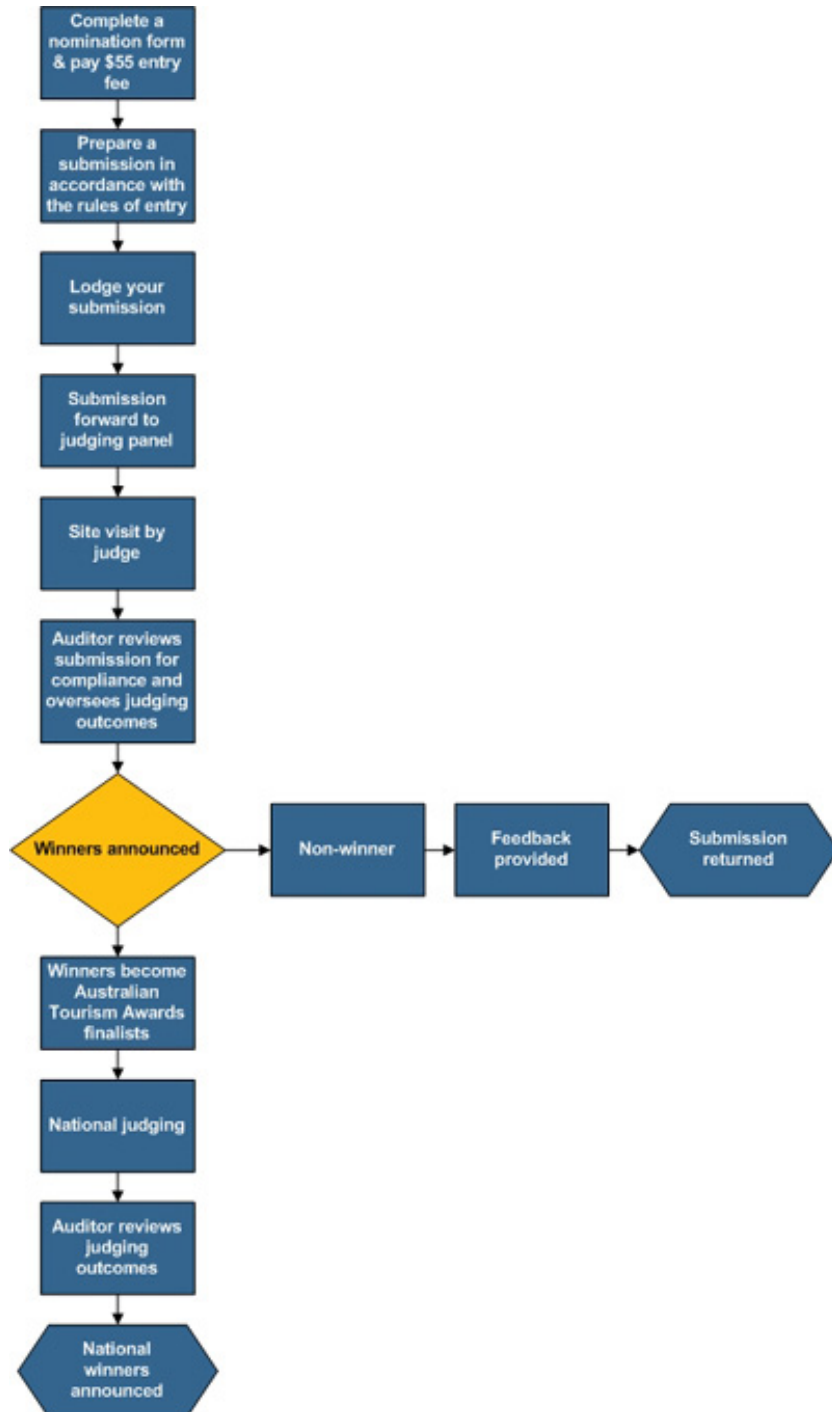 Complete a
nomination form
& pay $55 entry
fee
Prepare a
submission in
accordance with
the rules of entry
Lodge your
submission
Submission
forward to
judging panel
Site visit by
judge
Auditor reviews
submission for
compliance and
oversees judging
outcomes
Winners announced
Non-winner
Feedback
provided
Submission
returned
Winners become
Australian
Tourism Awards
finalists
National judging
Auditor reviews
judging
outcomes
National
winners
announced